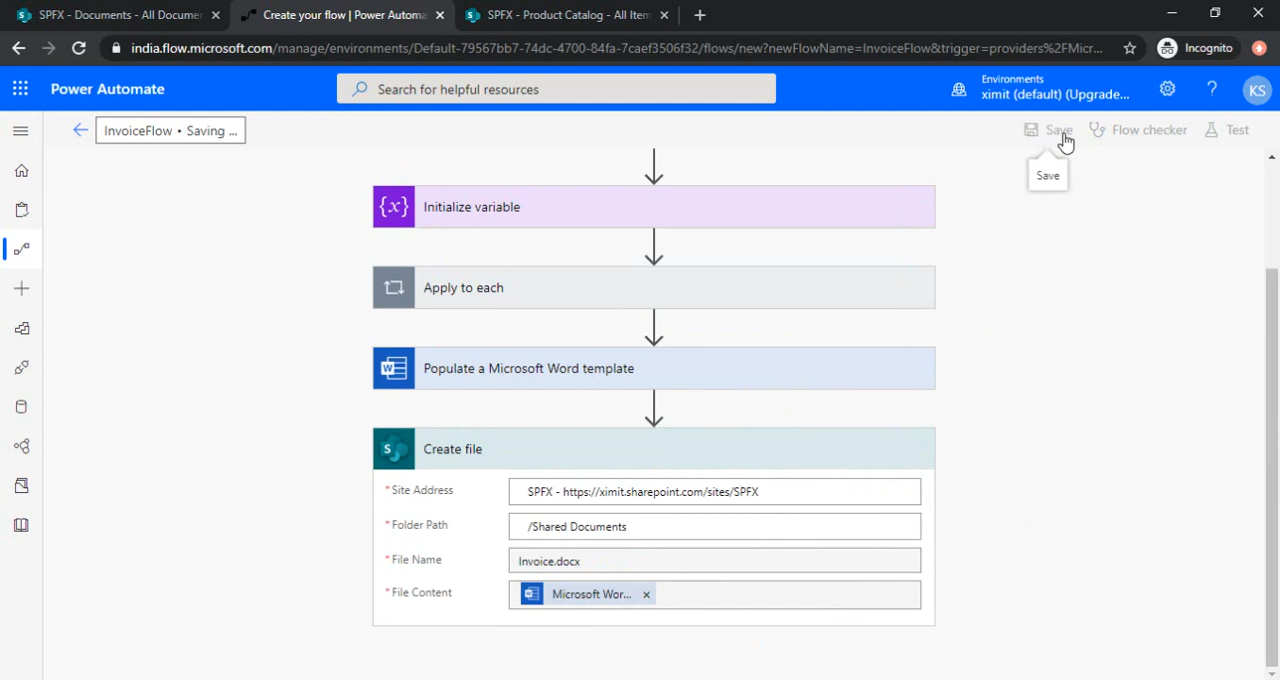 SPFX - Documents - All Documer
Create your flow | Power Automa
SPFX - Product Catalog - All Item
india.flow.microsoft.com/manage/environments/Default-79567bb7-74dc-4700-84fa-7caef3506f32/flows/new?newFlowName=InvoiceFlow&trigger=providers%2FMicr...
Incognito
Power Automate
Search for helpful resources
Environments
ximit (default) (Upgrade...
KS
InvoiceFlow • Saving ...
Save
Flow checker
Test
Save
{x} Initialize variable
Apply to each
W Populate a Microsoft Word template
S Create file
* Site Address
SPFX - https://ximit.sharepoint.com/sites/SPFX
* Folder Path
/Shared Documents
* File Name
Invoice.docx
* File Content
Microsoft Wor... ×